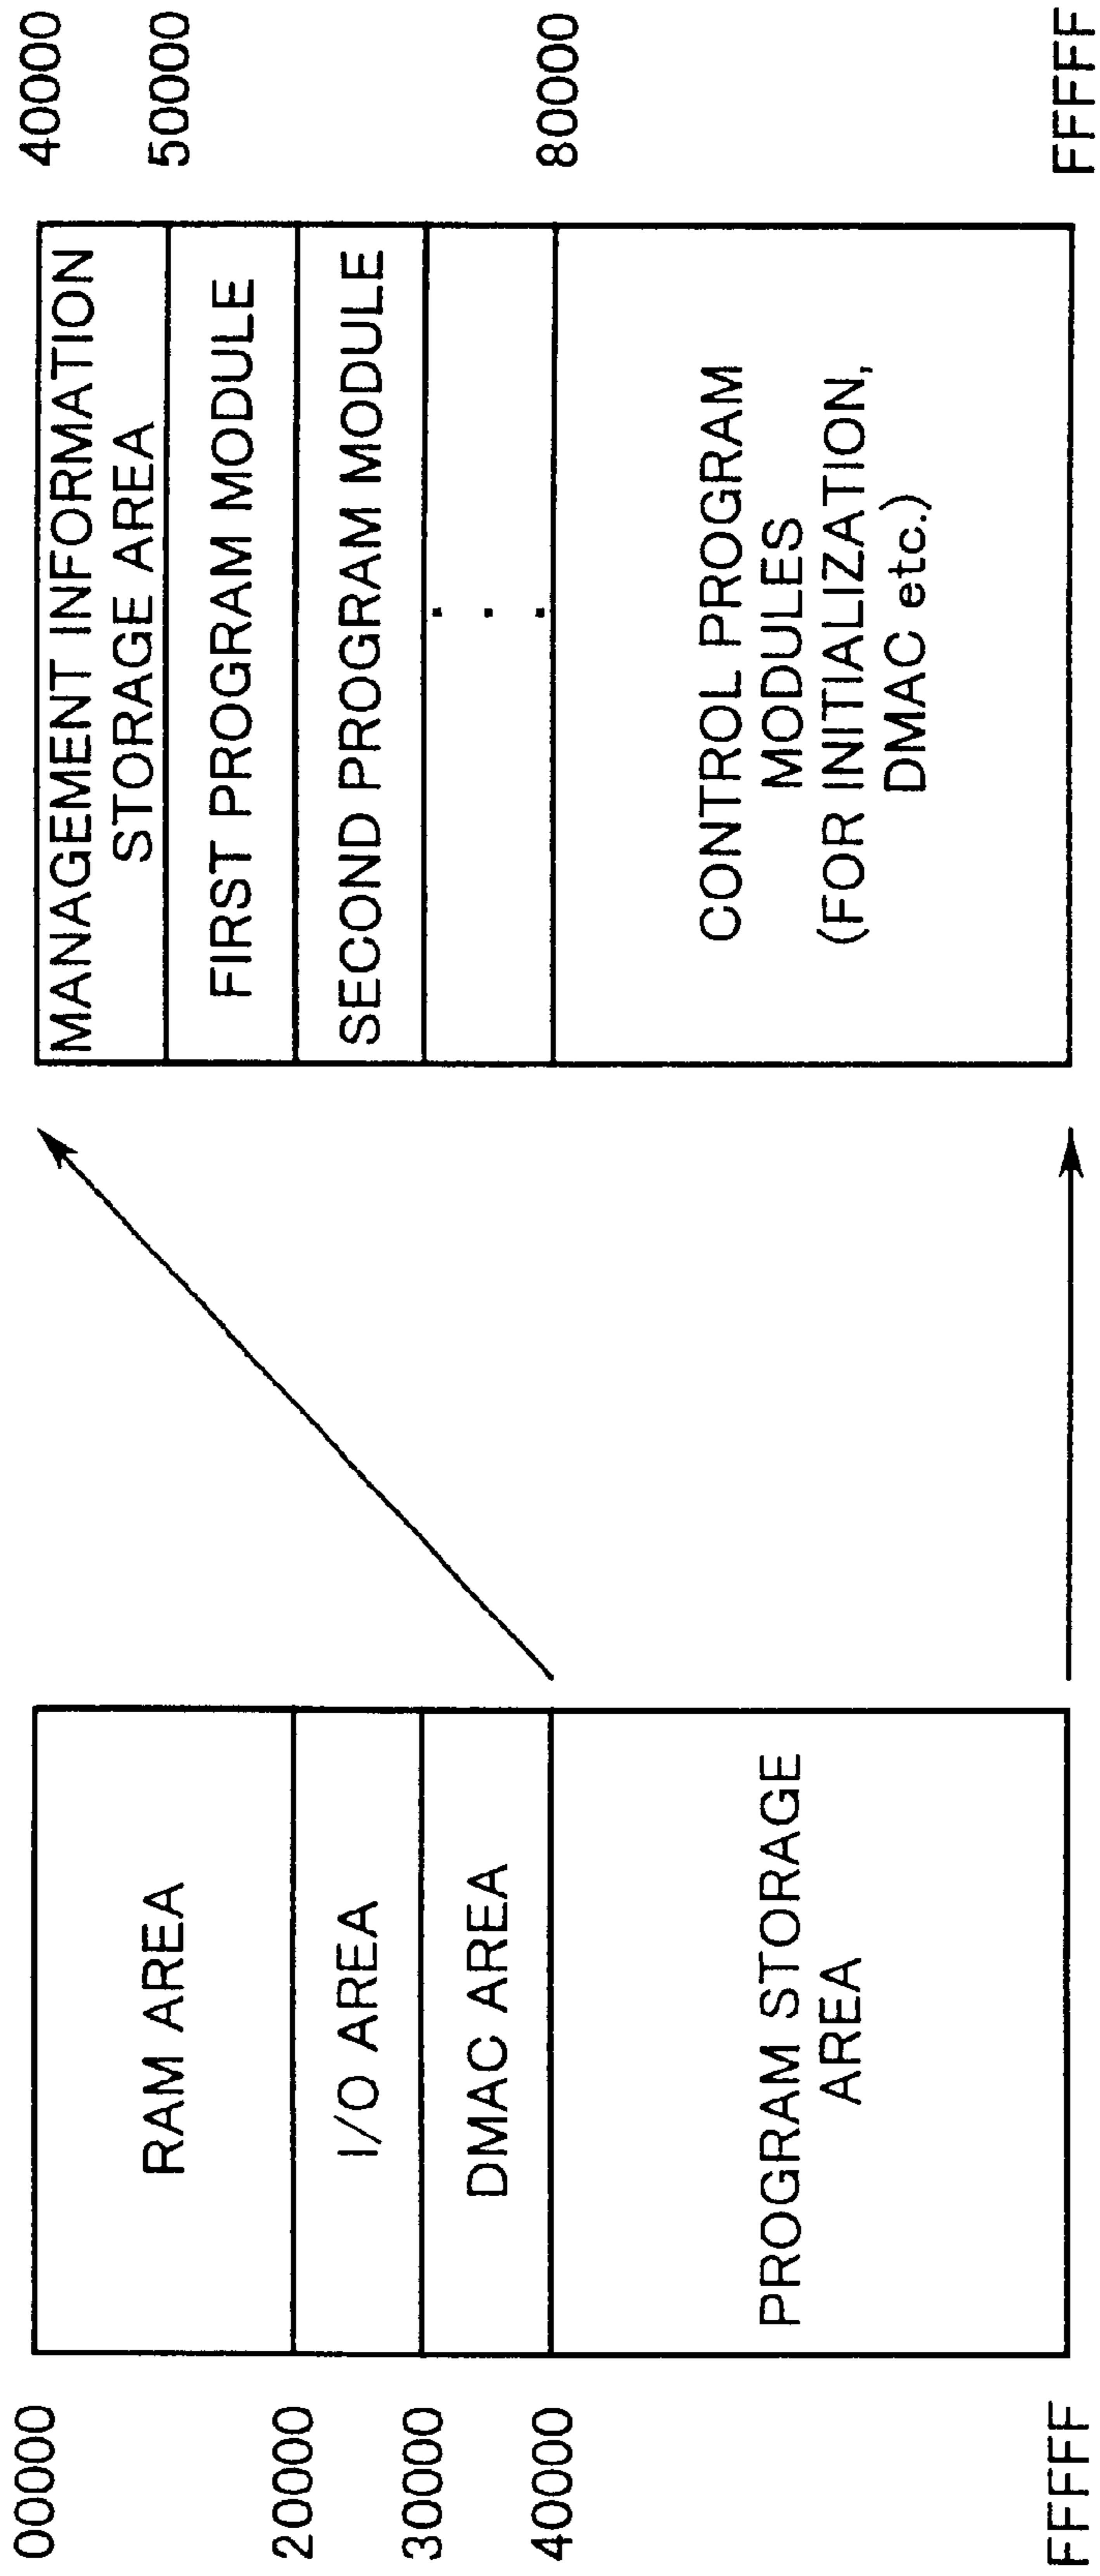 00000
RAM AREA
20000
I/O AREA
30000
DMAC AREA
40000
PROGRAM STORAGE
AREA
FFFFF
40000
MANAGEMENT INFORMATION
STORAGE AREA
50000
FIRST PROGRAM MODULE
SECOND PROGRAM MODULE
. . .
80000
CONTROL PROGRAM
MODULES
(FOR INITIALIZATION,
DMAC etc.)
FFFFF